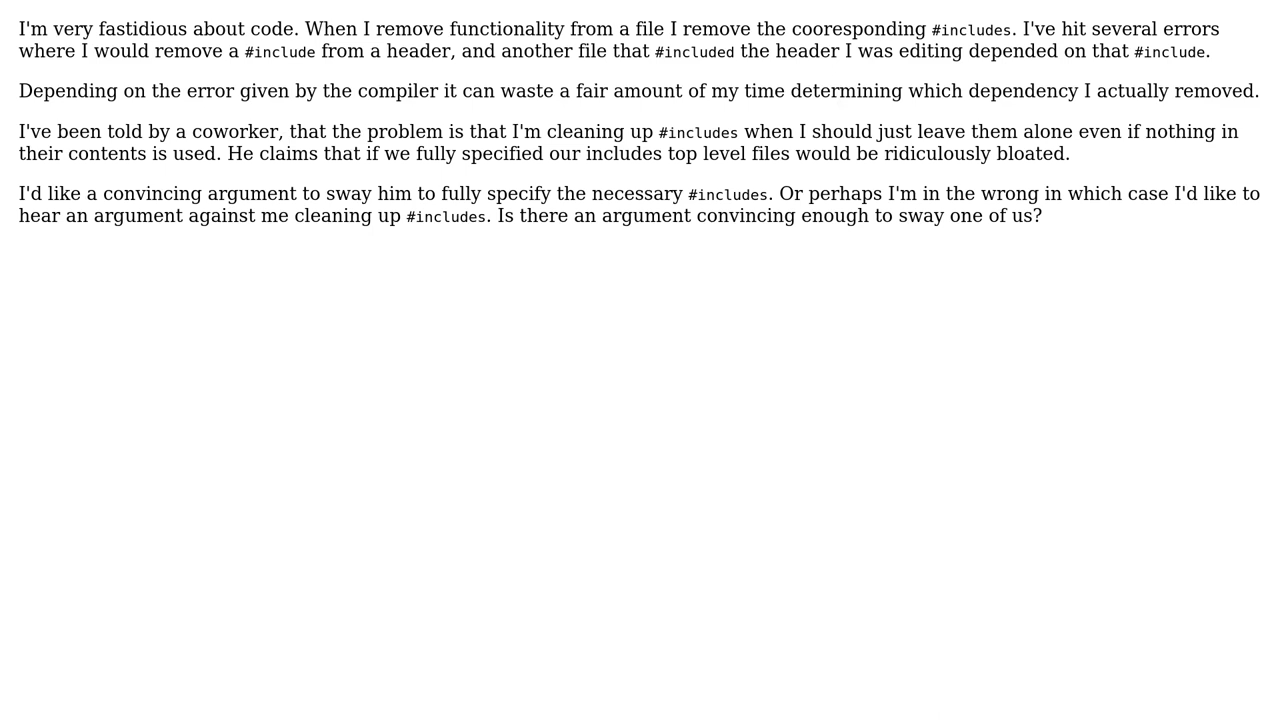 I'm very fastidious about code. When I remove functionality from a file I remove the cooresponding #includes. I've hit several errors
where I would remove a #include from a header, and another file that #included the header I was editing depended on that #include.
Depending on the error given by the compiler it can waste a fair amount of my time determining which dependency I actually removed.
I've been told by a coworker, that the problem is that I'm cleaning up #includes when I should just leave them alone even if nothing in
their contents is used. He claims that if we fully specified our includes top level files would be ridiculously bloated.
I'd like a convincing argument to sway him to fully specify the necessary #includes. Or perhaps I'm in the wrong in which case I'd like to
hear an argument against me cleaning up #includes. Is there an argument convincing enough to sway one of us?